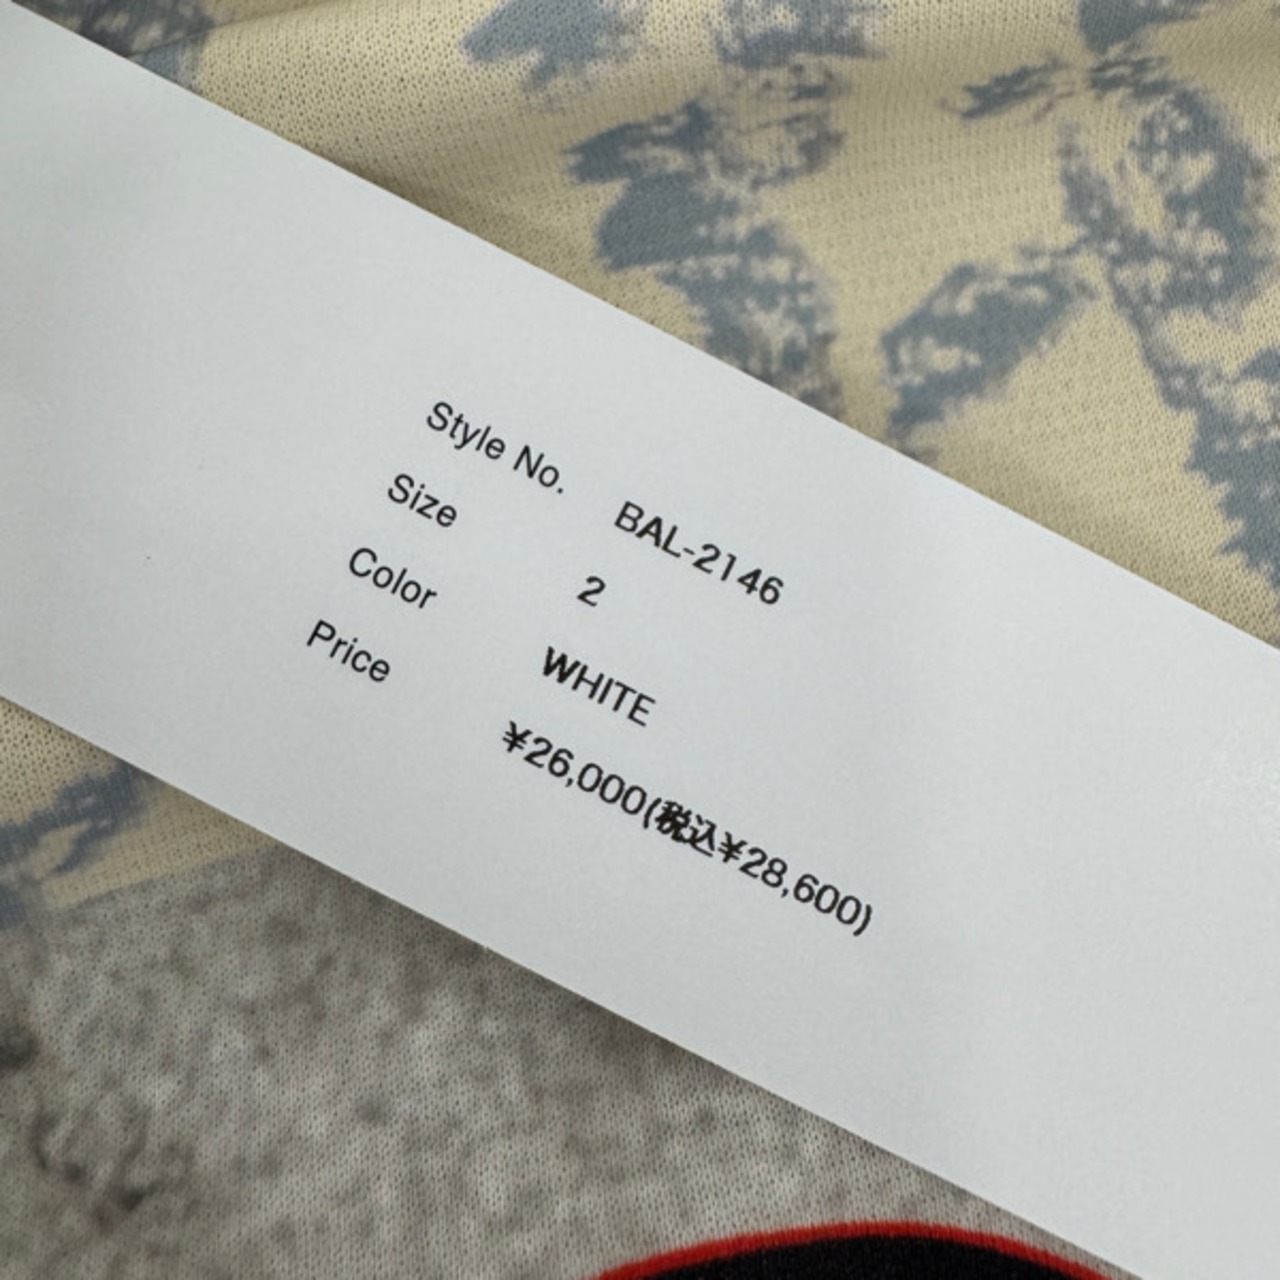 Style No. BAL-2146
Size 2
Color WHITE
Price ¥26,000(税込¥28,600)